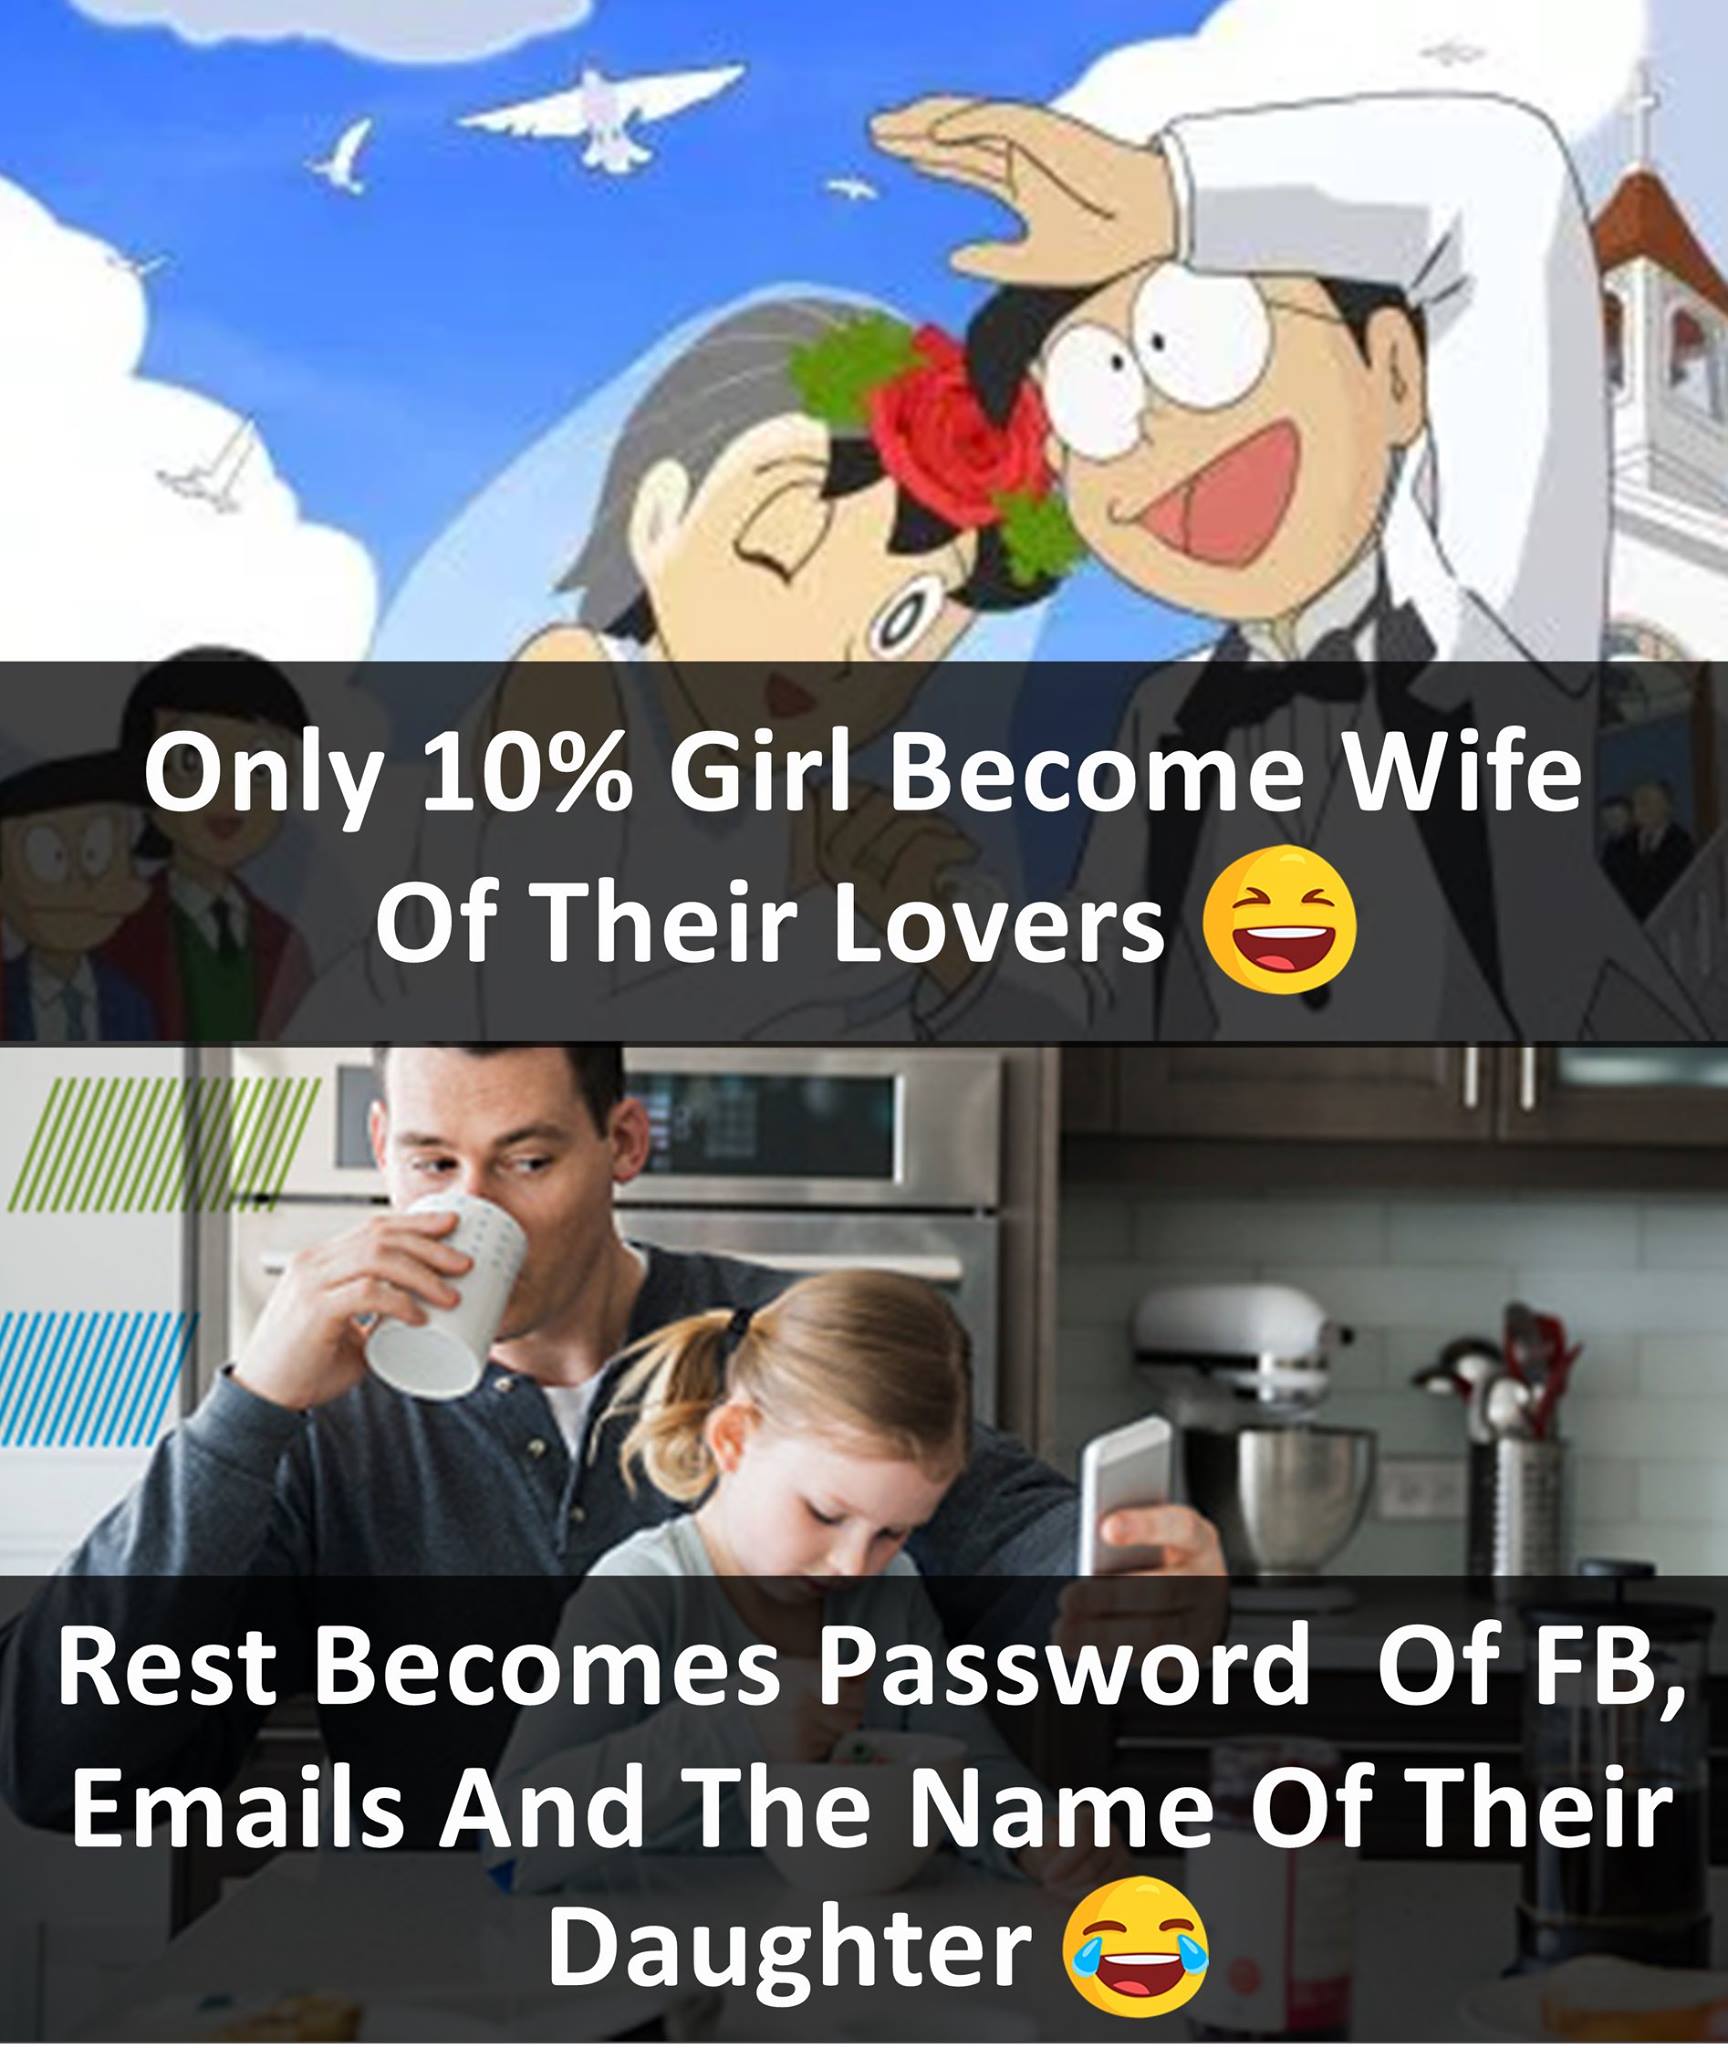 Only 10% Girl Become Wife
Of Their Lovers 😆
Rest Becomes Password Of FB,
Emails And The Name Of Their
Daughter 😂